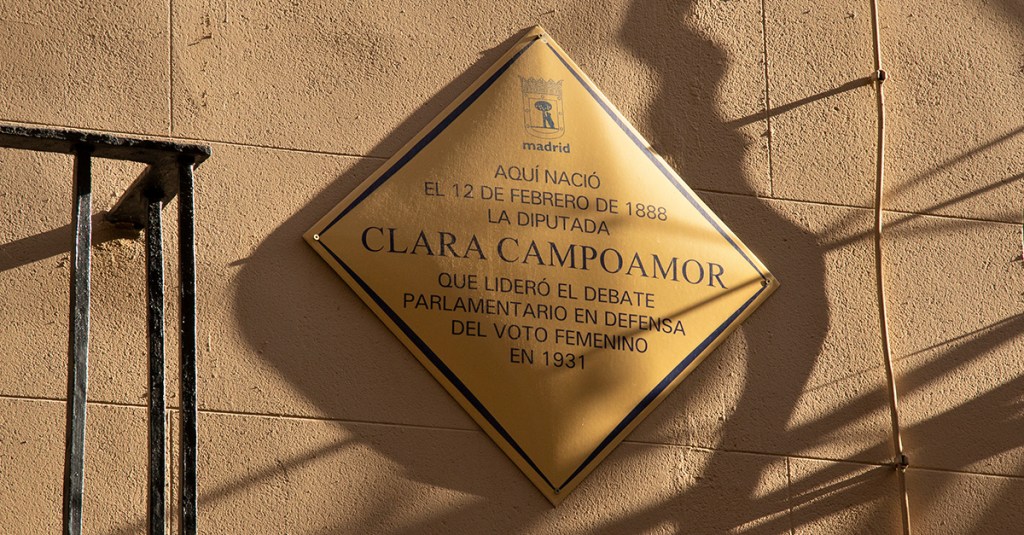 madrid
AQUÍ NACIÓ
EL 12 DE FEBRERO DE 1888
LA DIPUTADA
CLARA CAMPOAMOR
QUE LIDERÓ EL DEBATE
PARLAMENTARIO EN DEFENSA
DEL VOTO FEMENINO
EN 1931